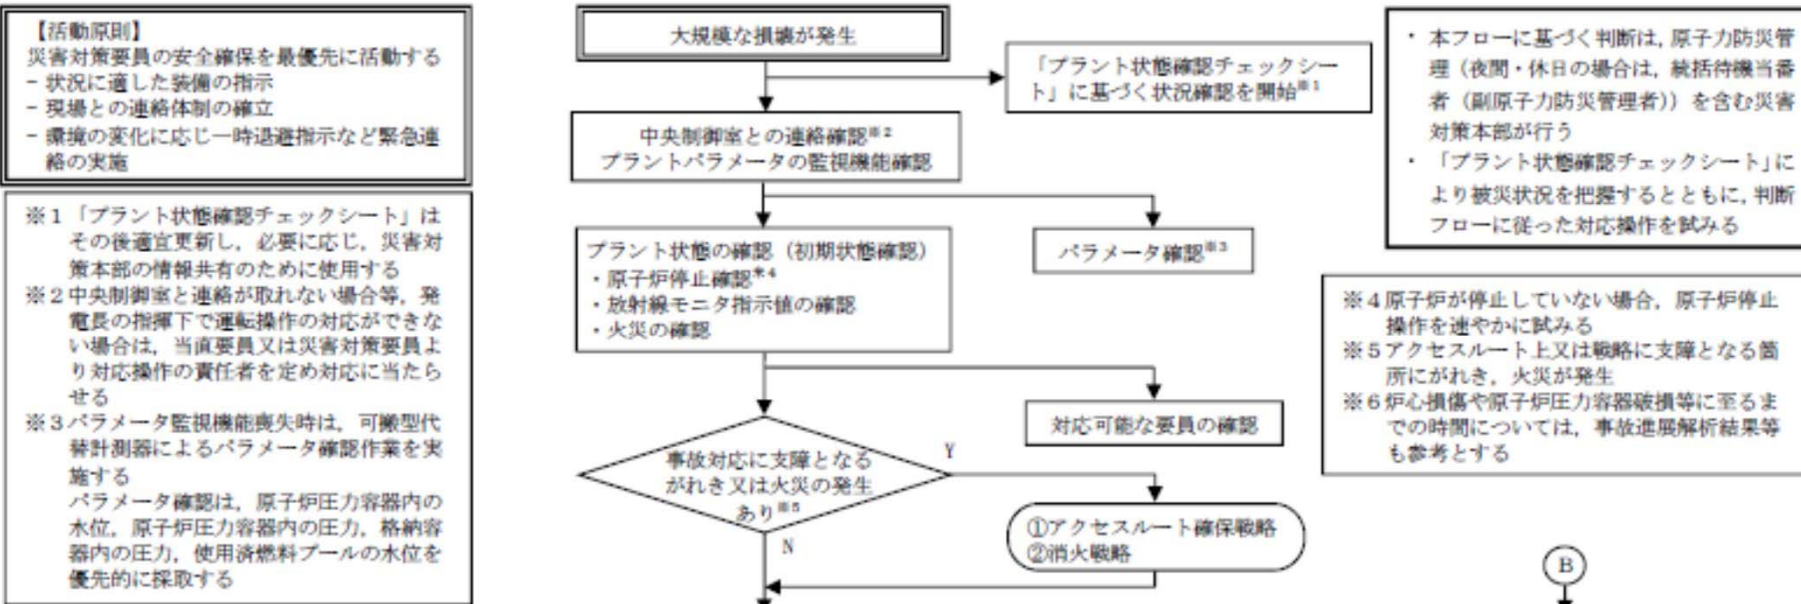 【活動原則】
災害対策要員の安全確保を最優先に活動する
- 状況に適した装備の指示
- 現場との連絡体制の確立
- 環境の変化に応じ一時退避指示など緊急連
絡の実施
※1 「プラント状態確認チェックシート」は
その後適宜更新し，必要に応じ，災害対
策本部の情報共有のために使用する
※2 中央制御室と連絡が取れない場合等，発
電長の指揮下で運転操作の対応ができな
い場合は，当直要員又は災害対策要員よ
り対応操作の責任者を定め対応に当たら
せる
※3 パラメータ監視機能喪失時は，可搬型代
替計測器によるパラメータ確認作業を実
施する
パラメータ確認は，原子炉圧力容器内の
水位，原子炉圧力容器内の圧力，格納容
器内の圧力，使用済燃料プールの水位を
優先的に採取する
大規模な損壊が発生
「プラント状態確認チェックシー
ト」に基づく状況確認を開始※1
中央制御室との連絡確認※2
プラントパラメータの監視機能確認
プラント状態の確認（初期状態確認）
・原子炉停止確認※4
・放射線モニタ指示値の確認
・火災の確認
パラメータ確認※3
対応可能な要員の確認
事故対応に支障となる
がれき又は火災の発生
あり※5
Y
N
①アクセスルート確保戦略
②消火戦略
・ 本フローに基づく判断は，原子力防災管
理（夜間・休日の場合は，統括待機当番
者（副原子力防災管理者））を含む災害
対策本部が行う
・ 「プラント状態確認チェックシート」に
より被災状況を把握するとともに，判断
フローに従った対応操作を試みる
※4 原子炉が停止していない場合，原子炉停止
操作を速やかに試みる
※5 アクセスルート上又は戦略に支障となる箇
所にがれき，火災が発生
※6 炉心損傷や原子炉圧力容器破損等に至るま
での時間については，事故進展解析結果等
も参考とする
B